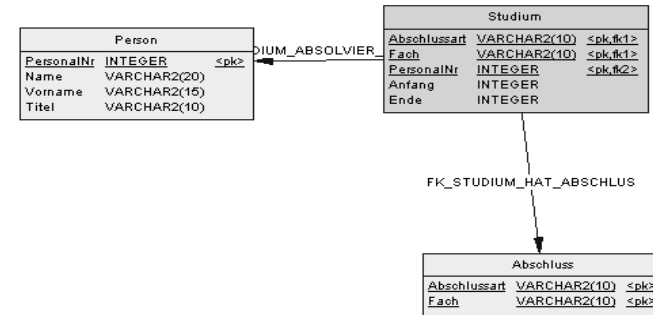 Person
PersonalNr INTEGER <pk>
Name VARCHAR2(20)
Vorname VARCHAR2(15)
Titel VARCHAR2(10)
DIUM_ABSOLVIER_
Studium
Abschlussart VARCHAR2(10) <pk,fk1>
Fach VARCHAR2(10) <pk,fk1>
PersonalNr INTEGER <pk,fk2>
Anfang INTEGER
Ende INTEGER
FK_STUDIUM_HAT_ABSCHLUS
Abschluss
Abschlussart VARCHAR2(10) <pk>
Fach VARCHAR2(10) <pk>